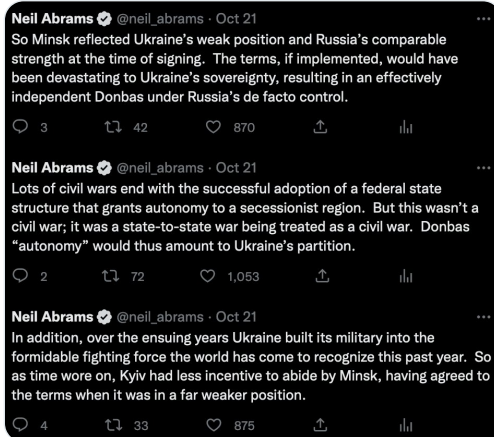 Neil Abrams @neil_abrams · Oct 21
So Minsk reflected Ukraine's weak position and Russia's comparable
strength at the time of signing. The terms, if implemented, would have
been devastating to Ukraine's sovereignty, resulting in an effectively
independent Donbas under Russia's de facto control.
3 42 870
Neil Abrams @neil_abrams · Oct 21
Lots of civil wars end with the successful adoption of a federal state
structure that grants autonomy to a secessionist region. But this wasn't a
civil war; it was a state-to-state war being treated as a civil war. Donbas
“autonomy” would thus amount to Ukraine's partition.
2 72 1,053
Neil Abrams @neil_abrams · Oct 21
In addition, over the ensuing years Ukraine built its military into the
formidable fighting force the world has come to recognize this past year. So
as time wore on, Kyiv had less incentive to abide by Minsk, having agreed to
the terms when it was in a far weaker position.
4 33 875